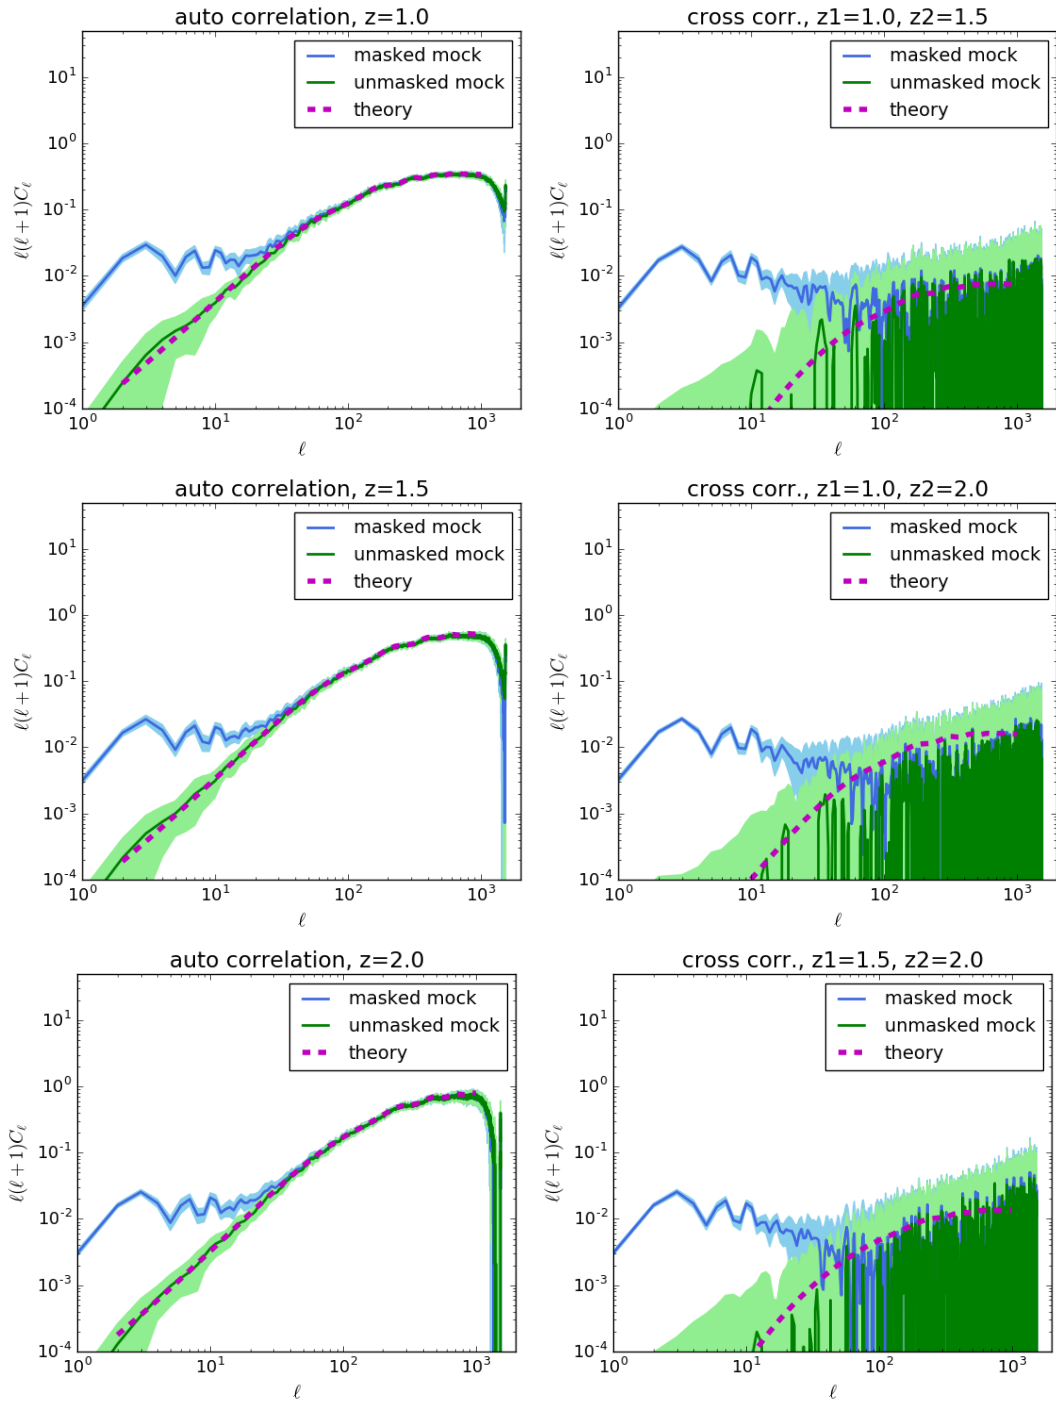 auto correlation, z=1.0
masked mock
unmasked mock
theory
ℓ(ℓ+1)C_ℓ
10^1
10^0
10^-1
10^-2
10^-3
10^-4
10^0 10^1 10^2 10^3
ℓ
cross corr., z1=1.0, z2=1.5
masked mock
unmasked mock
theory
ℓ(ℓ+1)C_ℓ
10^1
10^0
10^-1
10^-2
10^-3
10^-4
10^0 10^1 10^2 10^3
ℓ
auto correlation, z=1.5
masked mock
unmasked mock
theory
ℓ(ℓ+1)C_ℓ
10^1
10^0
10^-1
10^-2
10^-3
10^-4
10^0 10^1 10^2 10^3
ℓ
cross corr., z1=1.0, z2=2.0
masked mock
unmasked mock
theory
ℓ(ℓ+1)C_ℓ
10^1
10^0
10^-1
10^-2
10^-3
10^-4
10^0 10^1 10^2 10^3
ℓ
auto correlation, z=2.0
masked mock
unmasked mock
theory
ℓ(ℓ+1)C_ℓ
10^1
10^0
10^-1
10^-2
10^-3
10^-4
10^0 10^1 10^2 10^3
ℓ
cross corr., z1=1.5, z2=2.0
masked mock
unmasked mock
theory
ℓ(ℓ+1)C_ℓ
10^1
10^0
10^-1
10^-2
10^-3
10^-4
10^0 10^1 10^2 10^3
ℓ